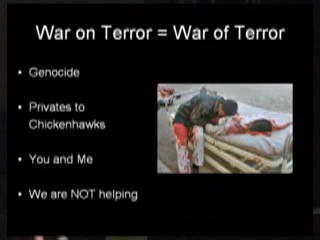 War on Terror = War of Terror
• Genocide
• Privates to
Chickenhawks
• You and Me
• We are NOT helping